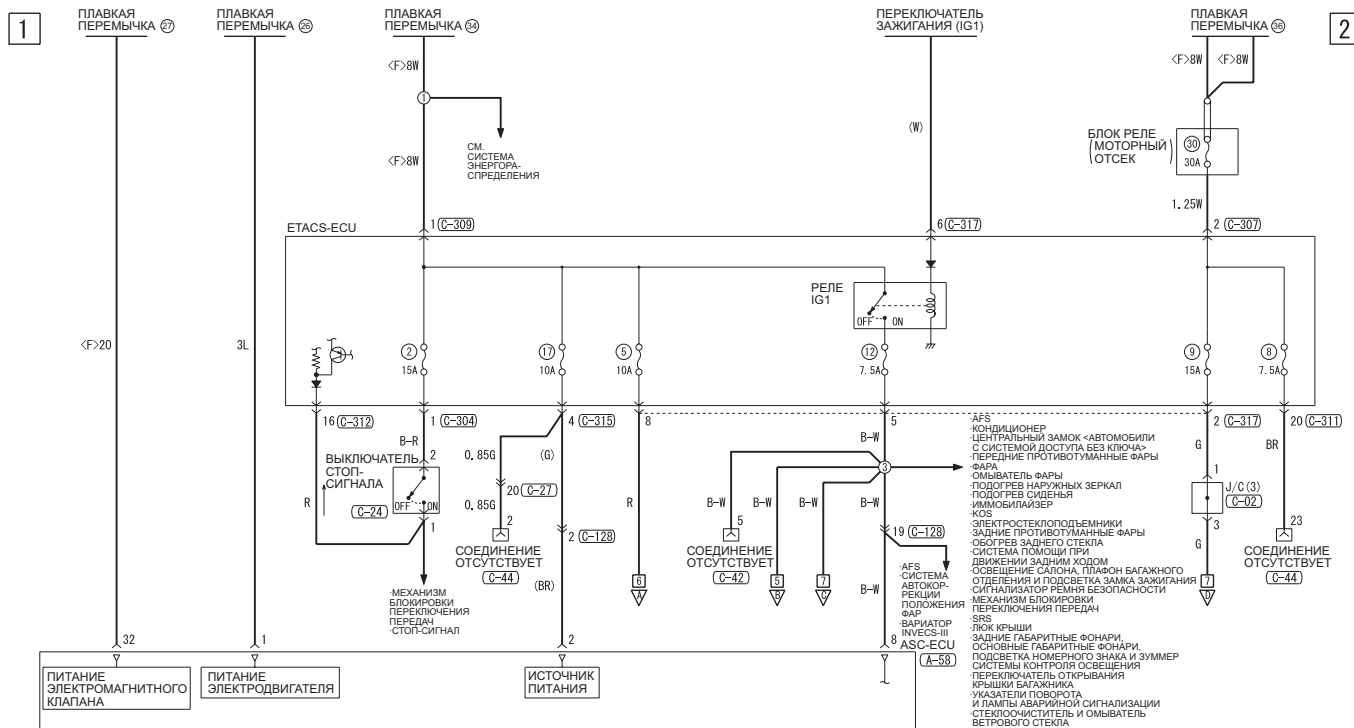 1
ПЛАВКАЯ
ПЕРЕМЫЧКА 27
ПЛАВКАЯ
ПЕРЕМЫЧКА 26
ПЛАВКАЯ
ПЕРЕМЫЧКА 34
ПЕРЕКЛЮЧАТЕЛЬ
ЗАЖИГАНИЯ (IG1)
ПЛАВКАЯ
ПЕРЕМЫЧКА 36
2
<F>8W
<F>8W <F>8W
1
(W)
СМ.
СИСТЕМА
ЭНЕРГОРА-
СПРЕДЕЛЕНИЯ
<F>8W
БЛОК РЕЛЕ
(МОТОРНЫЙ
ОТСЕК)
30
30A
1.25W
ETACS-ECU
1 C-309
6 C-317
2 C-307
РЕЛЕ
IG1
OFF ON
<F>20
3L
2
15A
17
10A
5
10A
12
7.5A
9
15A
8
7.5A
16 C-312
1 C-304
4 C-315
8
5
2 C-317
20 C-311
B-R
ВЫКЛЮЧАТЕЛЬ
СТОП-
СИГНАЛА
2
OFF ON
C-24
1
R
0.85G
(G)
20 C-27
0.85G
2
СОЕДИНЕНИЕ
ОТСУТСТВУЕТ
C-44
2 C-128
(BR)
R
6
A
B-W
3
B-W
B-W
B-W
B-W
5
СОЕДИНЕНИЕ
ОТСУТСТВУЕТ
C-42
5
B
7
C
19 C-128
B-W
·AFS
·СИСТЕМА
АВТОКОР-
РЕКЦИИ
ПОЛОЖЕНИЯ
ФАР
·ВАРИАТОР
INVECS-III
·AFS
·КОНДИЦИОНЕР
·ЦЕНТРАЛЬНЫЙ ЗАМОК <АВТОМОБИЛИ
С СИСТЕМОЙ ДОСТУПА БЕЗ КЛЮЧА>
·ПЕРЕДНИЕ ПРОТИВОТУМАННЫЕ ФАРЫ
·ФАРА
·ОМЫВАТЕЛЬ ФАРЫ
·ПОДОГРЕВ НАРУЖНЫХ ЗЕРКАЛ
·ПОДОГРЕВ СИДЕНЬЯ
·ИММОБИЛАЙЗЕР
·KOS
·ЭЛЕКТРОСТЕКЛОПОДЪЕМНИКИ
·ЗАДНИЕ ПРОТИВОТУМАННЫЕ ФАРЫ
·ОБОГРЕВ ЗАДНЕГО СТЕКЛА
·СИСТЕМА ПОМОЩИ ПРИ
ДВИЖЕНИИ ЗАДНИМ ХОДОМ
·ОСВЕЩЕНИЕ САЛОНА, ПЛАФОН БАГАЖНОГО
ОТДЕЛЕНИЯ И ПОДСВЕТКА ЗАМКА ЗАЖИГАНИЯ
·СИГНАЛИЗАТОР РЕМНЯ БЕЗОПАСНОСТИ
·МЕХАНИЗМ БЛОКИРОВКИ
ПЕРЕКЛЮЧЕНИЯ ПЕРЕДАЧ
·SRS
·ЛЮК КРЫШИ
·ЗАДНИЕ ГАБАРИТНЫЕ ФОНАРИ,
ОСНОВНЫЕ ГАБАРИТНЫЕ ФОНАРИ,
ПОДСВЕТКА НОМЕРНОГО ЗНАКА И ЗУММЕР
СИСТЕМЫ КОНТРОЛЯ ОСВЕЩЕНИЯ
·ПЕРЕКЛЮЧАТЕЛЬ ОТКРЫВАНИЯ
КРЫШКИ БАГАЖНИКА
·УКАЗАТЕЛИ ПОВОРОТА
И ЛАМПЫ АВАРИЙНОЙ СИГНАЛИЗАЦИИ
·СТЕКЛООЧИСТИТЕЛЬ И ОМЫВАТЕЛЬ
ВЕТРОВОГО СТЕКЛА
G
1
J/C(3)
C-02
3
G
7
D
BR
23
СОЕДИНЕНИЕ
ОТСУТСТВУЕТ
C-44
·МЕХАНИЗМ
БЛОКИРОВКИ
ПЕРЕКЛЮЧЕНИЯ
ПЕРЕДАЧ
·СТОП-СИГНАЛ
32
1
2
8
ASC-ECU
A-58
ПИТАНИЕ
ЭЛЕКТРОМАГНИТНОГО
КЛАПАНА
ПИТАНИЕ
ЭЛЕКТРОДВИГАТЕЛЯ
ИСТОЧНИК
ПИТАНИЯ